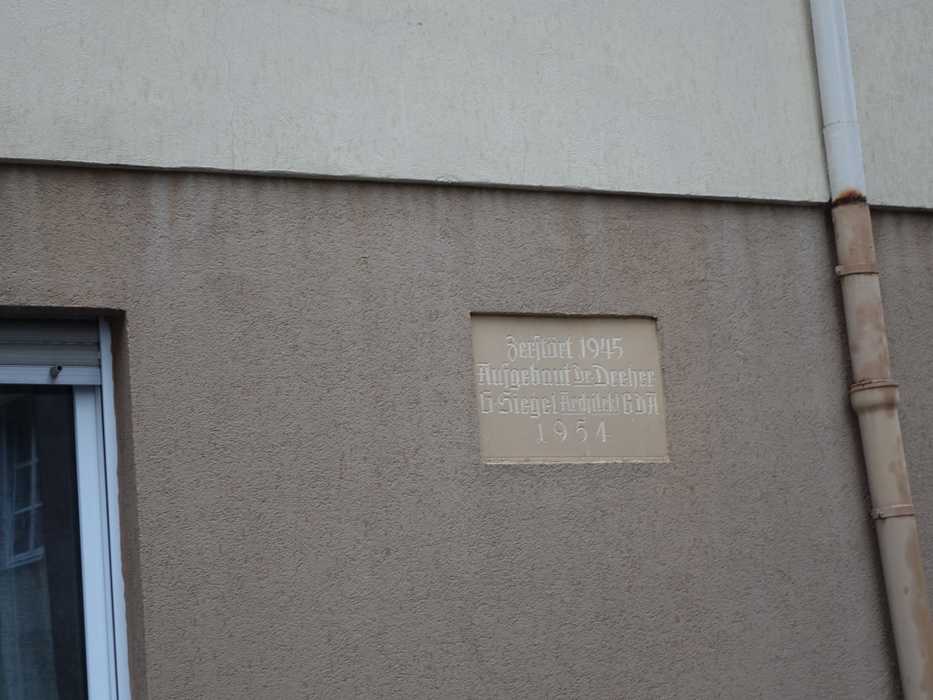 Zerstört 1945
Aufgebaut Dr. Dreher
G. Siegel Architekt BDA
1954